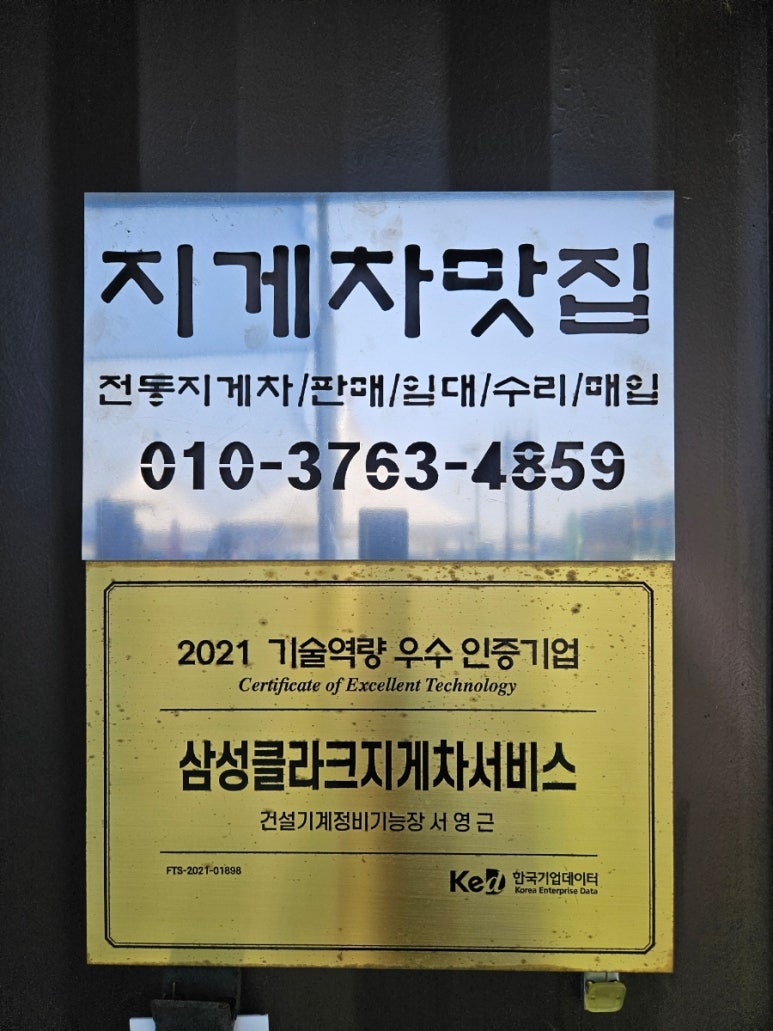 지게차맛집
전동지게차/판매/임대/수리/매입
010-3763-4859
2021 기술역량 우수 인증기업
Certificate of Excellent Technology
삼성클라크지게차서비스
건설기계정비기능장 서 영 근
FTS-2021-01898
Ked 한국기업데이터
Korea Enterprise Data